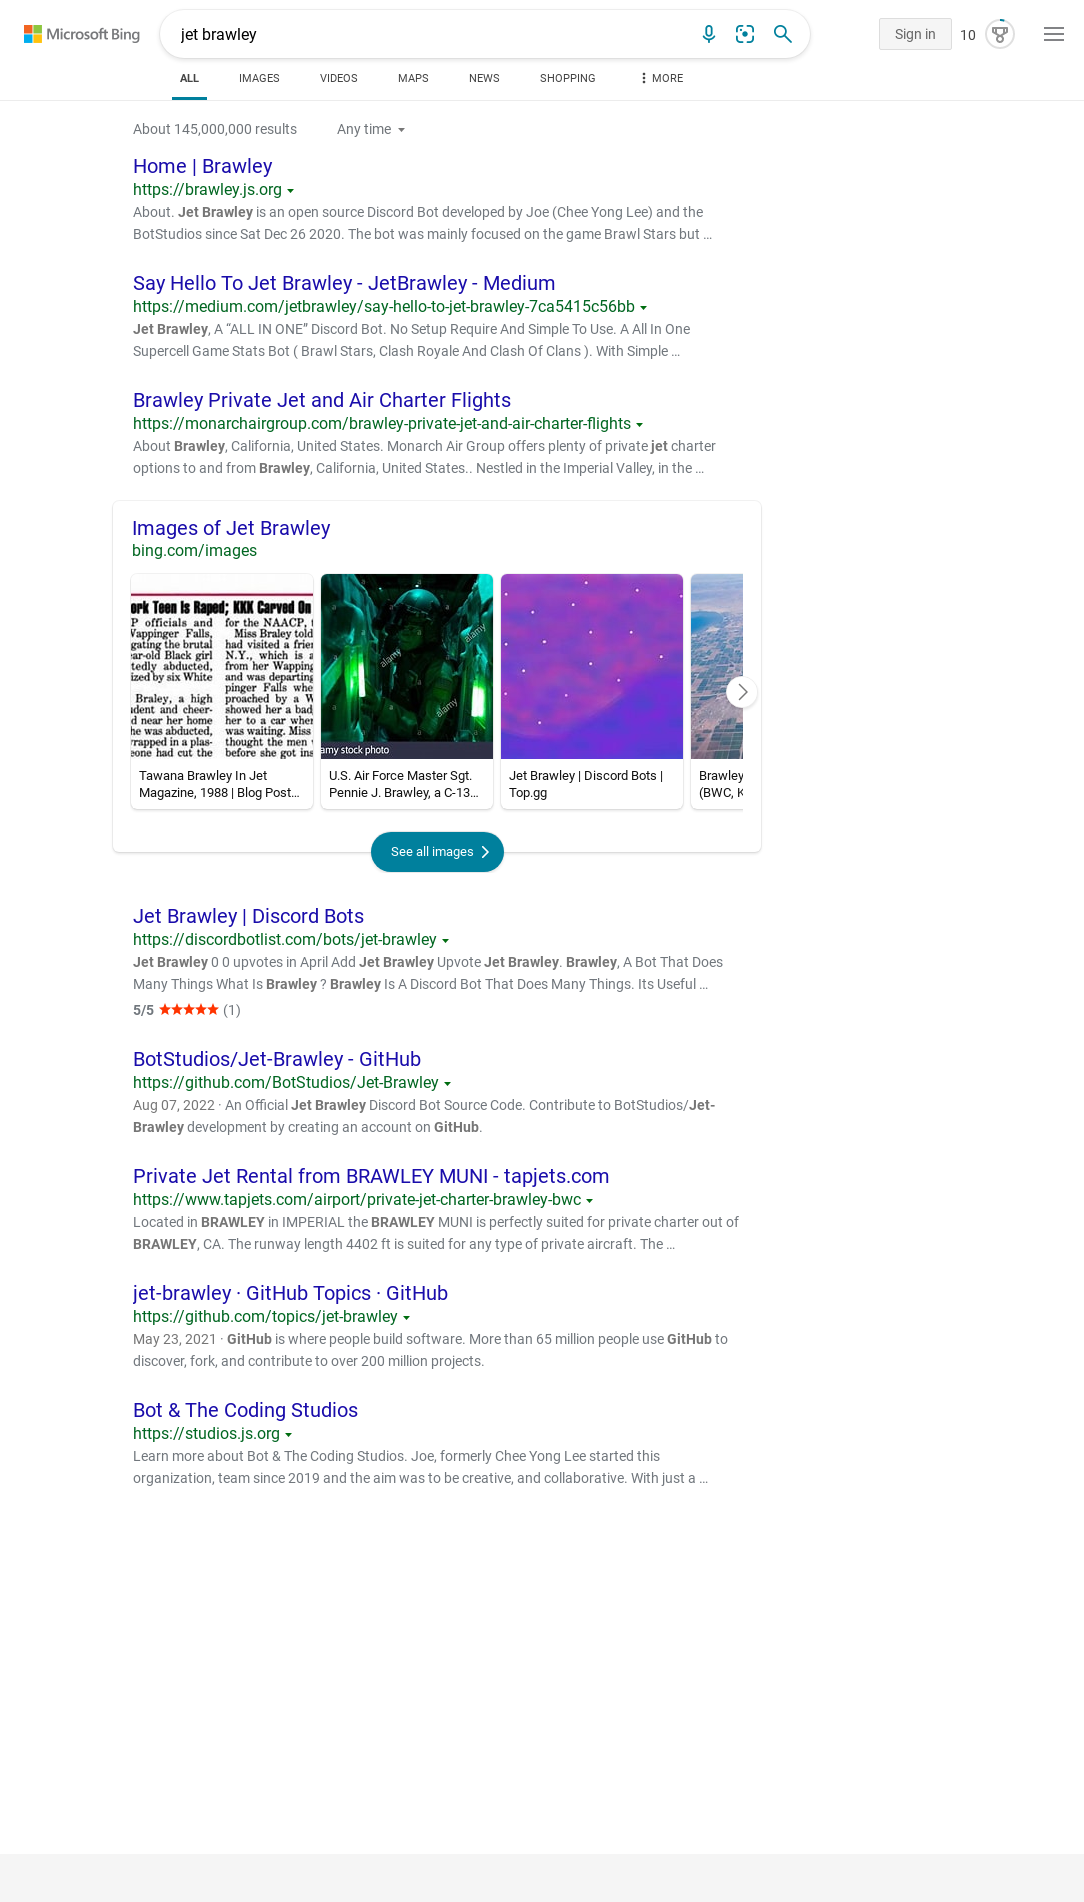 Microsoft Bing
jet brawley
Sign in
10
ALL
IMAGES
VIDEOS
MAPS
NEWS
SHOPPING
MORE
About 145,000,000 results
Any time
Home | Brawley
https://brawley.js.org
About. Jet Brawley is an open source Discord Bot developed by Joe (Chee Yong Lee) and the
BotStudios since Sat Dec 26 2020. The bot was mainly focused on the game Brawl Stars but …
Say Hello To Jet Brawley - JetBrawley - Medium
https://medium.com/jetbrawley/say-hello-to-jet-brawley-7ca5415c56bb
Jet Brawley, A “ALL IN ONE” Discord Bot. No Setup Require And Simple To Use. A All In One
Supercell Game Stats Bot ( Brawl Stars, Clash Royale And Clash Of Clans ). With Simple …
Brawley Private Jet and Air Charter Flights
https://monarchairgroup.com/brawley-private-jet-and-air-charter-flights
About Brawley, California, United States. Monarch Air Group offers plenty of private jet charter
options to and from Brawley, California, United States.. Nestled in the Imperial Valley, in the …
Images of Jet Brawley
bing.com/images
ork Teen Is Raped; KKK Carved On
P officials and
Wappinger Falls,
gating the brutal
ear-old Black girl
tedly abducted,
ized by six White
Braley, a high
dent and cheer-
d near her home
he was abducted,
wrapped in a plas-
eone had cut the
for the NAACP, t
Miss Braley told
had visited a frie
N.Y., which is a
from her Wapping
and was departing
pinger Falls whe
proached by a W
showed her a bad
her to a car wher
was waiting. Miss
thought the men
before she got ins
alamy
alamy
alamy
amy stock photo
Tawana Brawley In Jet
Magazine, 1988 | Blog Post…
U.S. Air Force Master Sgt.
Pennie J. Brawley, a C-13…
Jet Brawley | Discord Bots |
Top.gg
Brawley
(BWC, K
See all images
Jet Brawley | Discord Bots
https://discordbotlist.com/bots/jet-brawley
Jet Brawley 0 0 upvotes in April Add Jet Brawley Upvote Jet Brawley. Brawley, A Bot That Does
Many Things What Is Brawley ? Brawley Is A Discord Bot That Does Many Things. Its Useful …
5/5 ★★★★★ (1)
BotStudios/Jet-Brawley - GitHub
https://github.com/BotStudios/Jet-Brawley
Aug 07, 2022 · An Official Jet Brawley Discord Bot Source Code. Contribute to BotStudios/Jet-
Brawley development by creating an account on GitHub.
Private Jet Rental from BRAWLEY MUNI - tapjets.com
https://www.tapjets.com/airport/private-jet-charter-brawley-bwc
Located in BRAWLEY in IMPERIAL the BRAWLEY MUNI is perfectly suited for private charter out of
BRAWLEY, CA. The runway length 4402 ft is suited for any type of private aircraft. The …
jet-brawley · GitHub Topics · GitHub
https://github.com/topics/jet-brawley
May 23, 2021 · GitHub is where people build software. More than 65 million people use GitHub to
discover, fork, and contribute to over 200 million projects.
Bot & The Coding Studios
https://studios.js.org
Learn more about Bot & The Coding Studios. Joe, formerly Chee Yong Lee started this
organization, team since 2019 and the aim was to be creative, and collaborative. With just a …